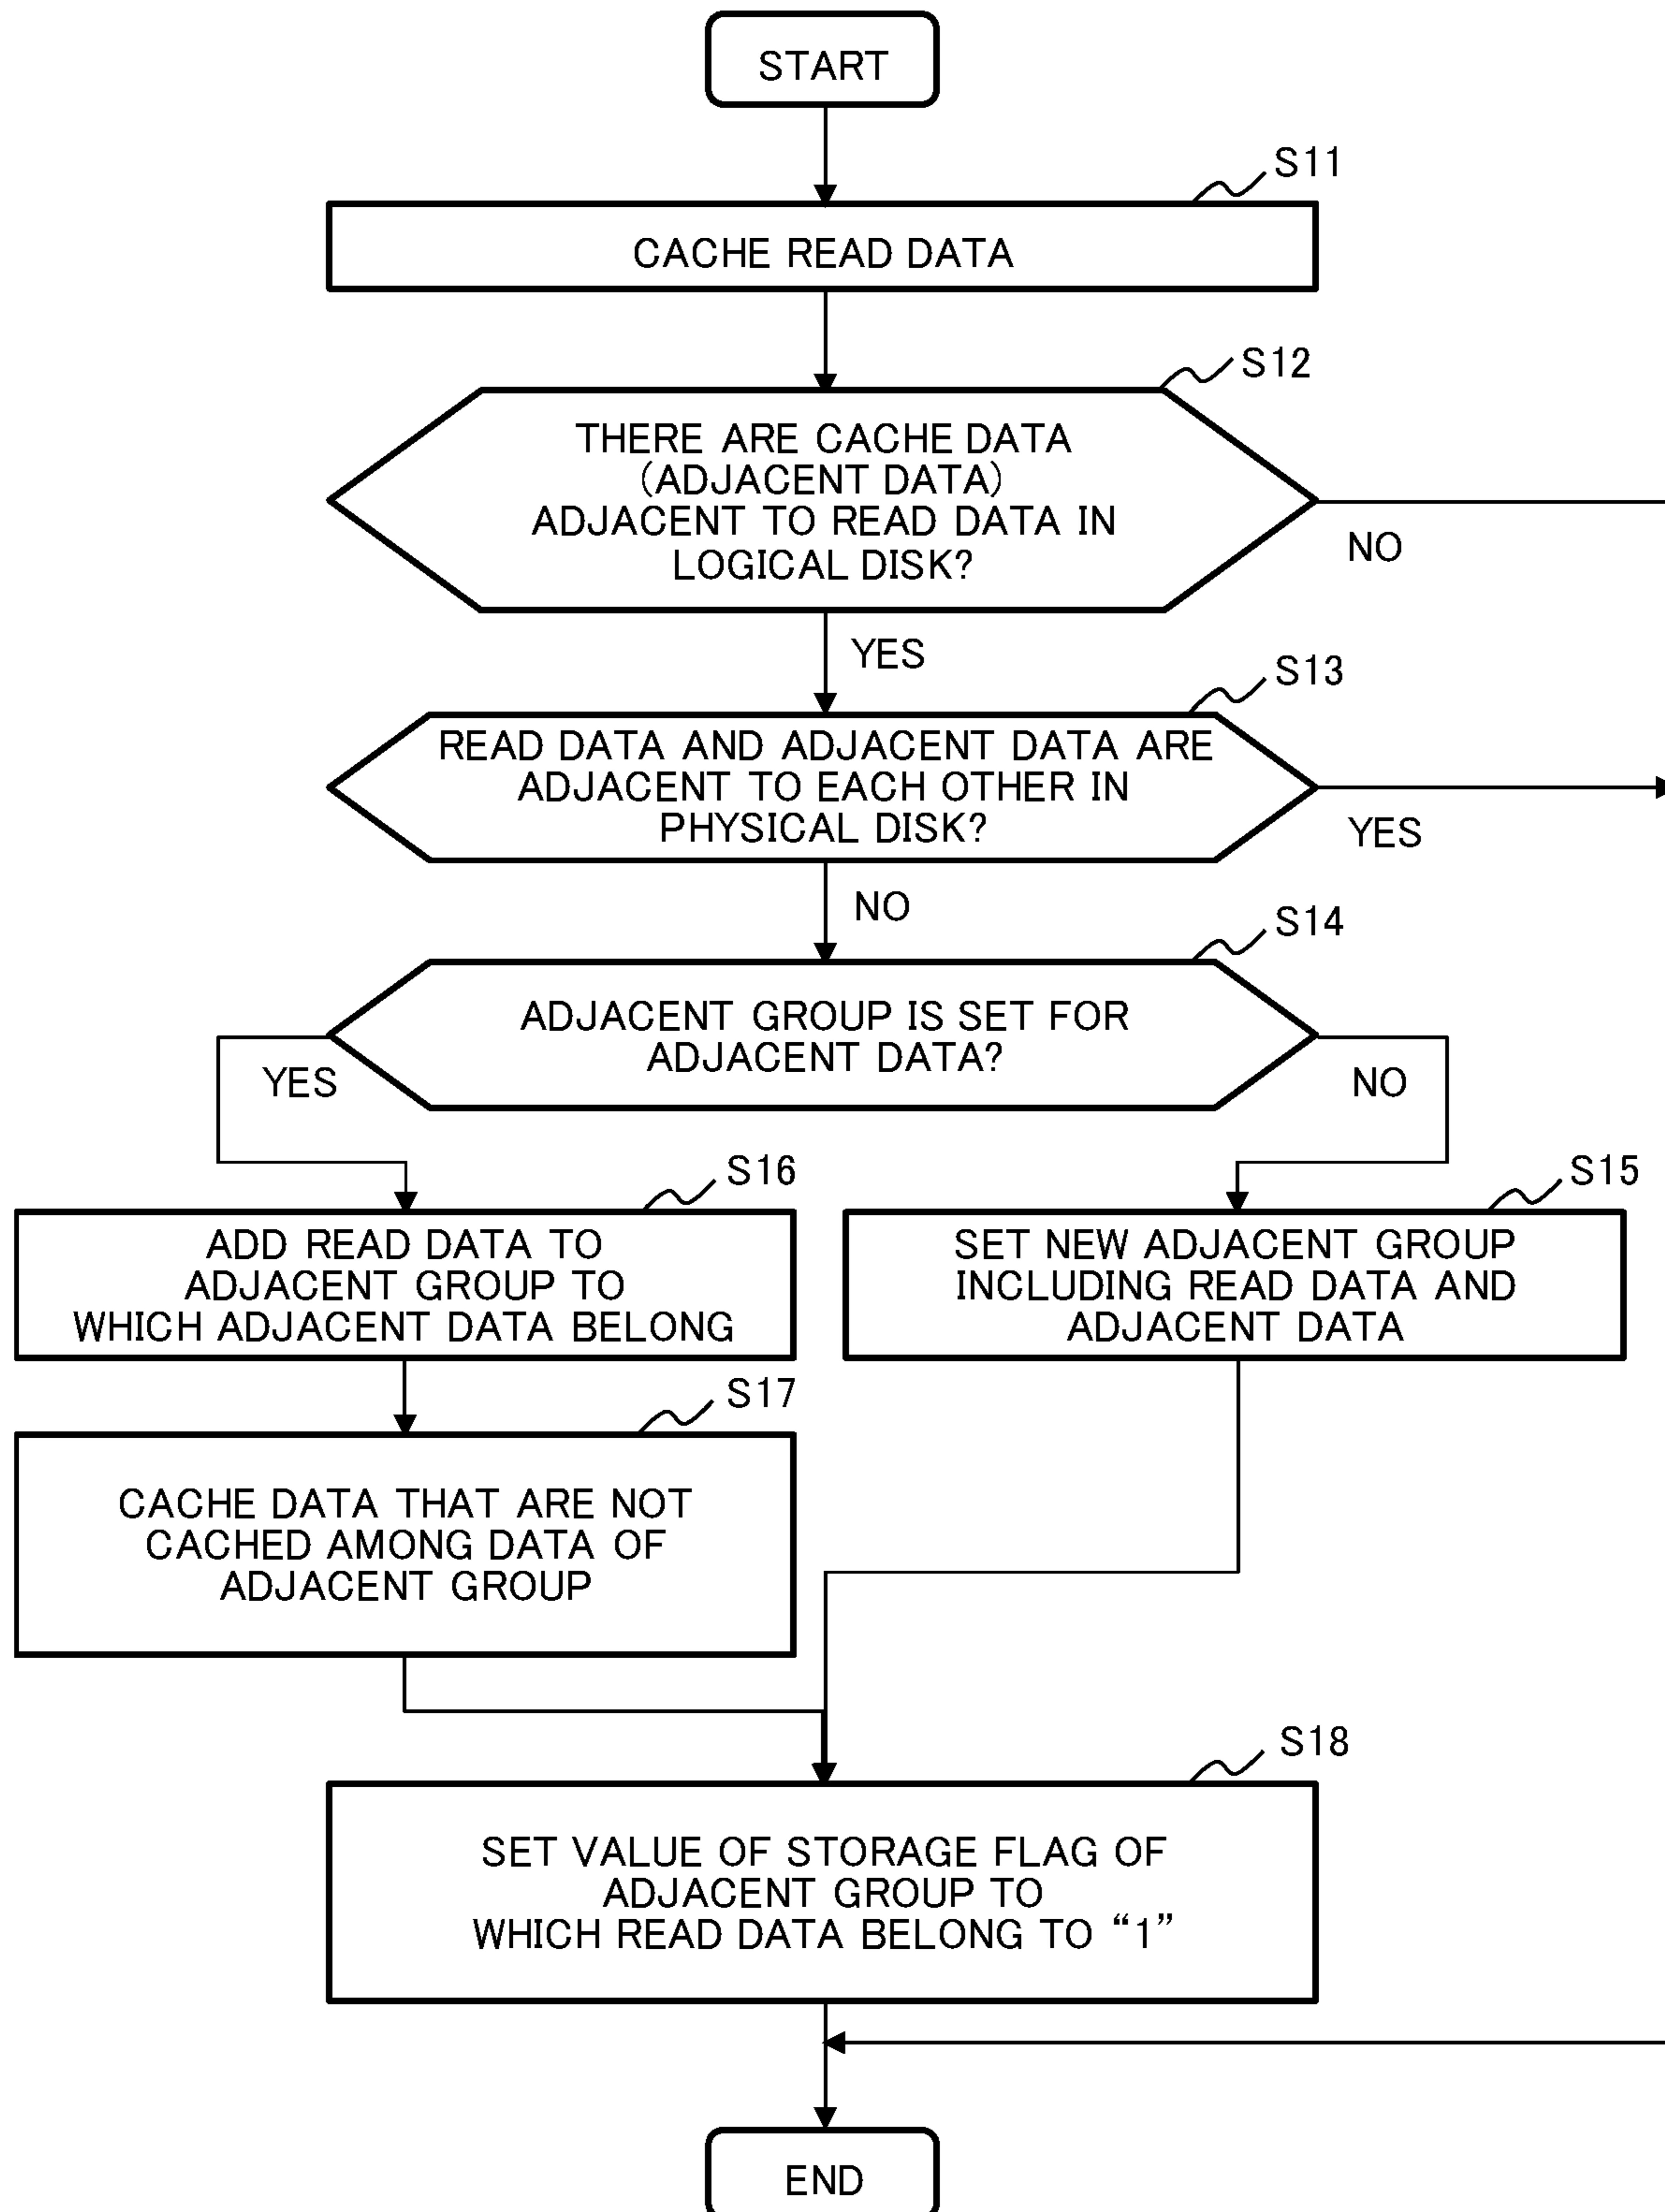 START
S11
CACHE READ DATA
S12
THERE ARE CACHE DATA
(ADJACENT DATA)
ADJACENT TO READ DATA IN
LOGICAL DISK?
NO
YES
S13
READ DATA AND ADJACENT DATA ARE
ADJACENT TO EACH OTHER IN
PHYSICAL DISK?
YES
NO
S14
ADJACENT GROUP IS SET FOR
ADJACENT DATA?
YES
NO
S16
ADD READ DATA TO
ADJACENT GROUP TO
WHICH ADJACENT DATA BELONG
S15
SET NEW ADJACENT GROUP
INCLUDING READ DATA AND
ADJACENT DATA
S17
CACHE DATA THAT ARE NOT
CACHED AMONG DATA OF
ADJACENT GROUP
S18
SET VALUE OF STORAGE FLAG OF
ADJACENT GROUP TO
WHICH READ DATA BELONG TO “1”
END